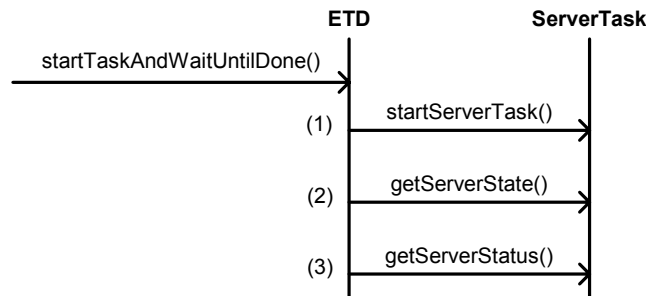 ETD ServerTask
startTaskAndWaitUntilDone()
(1) startServerTask()
(2) getServerState()
(3) getServerStatus()